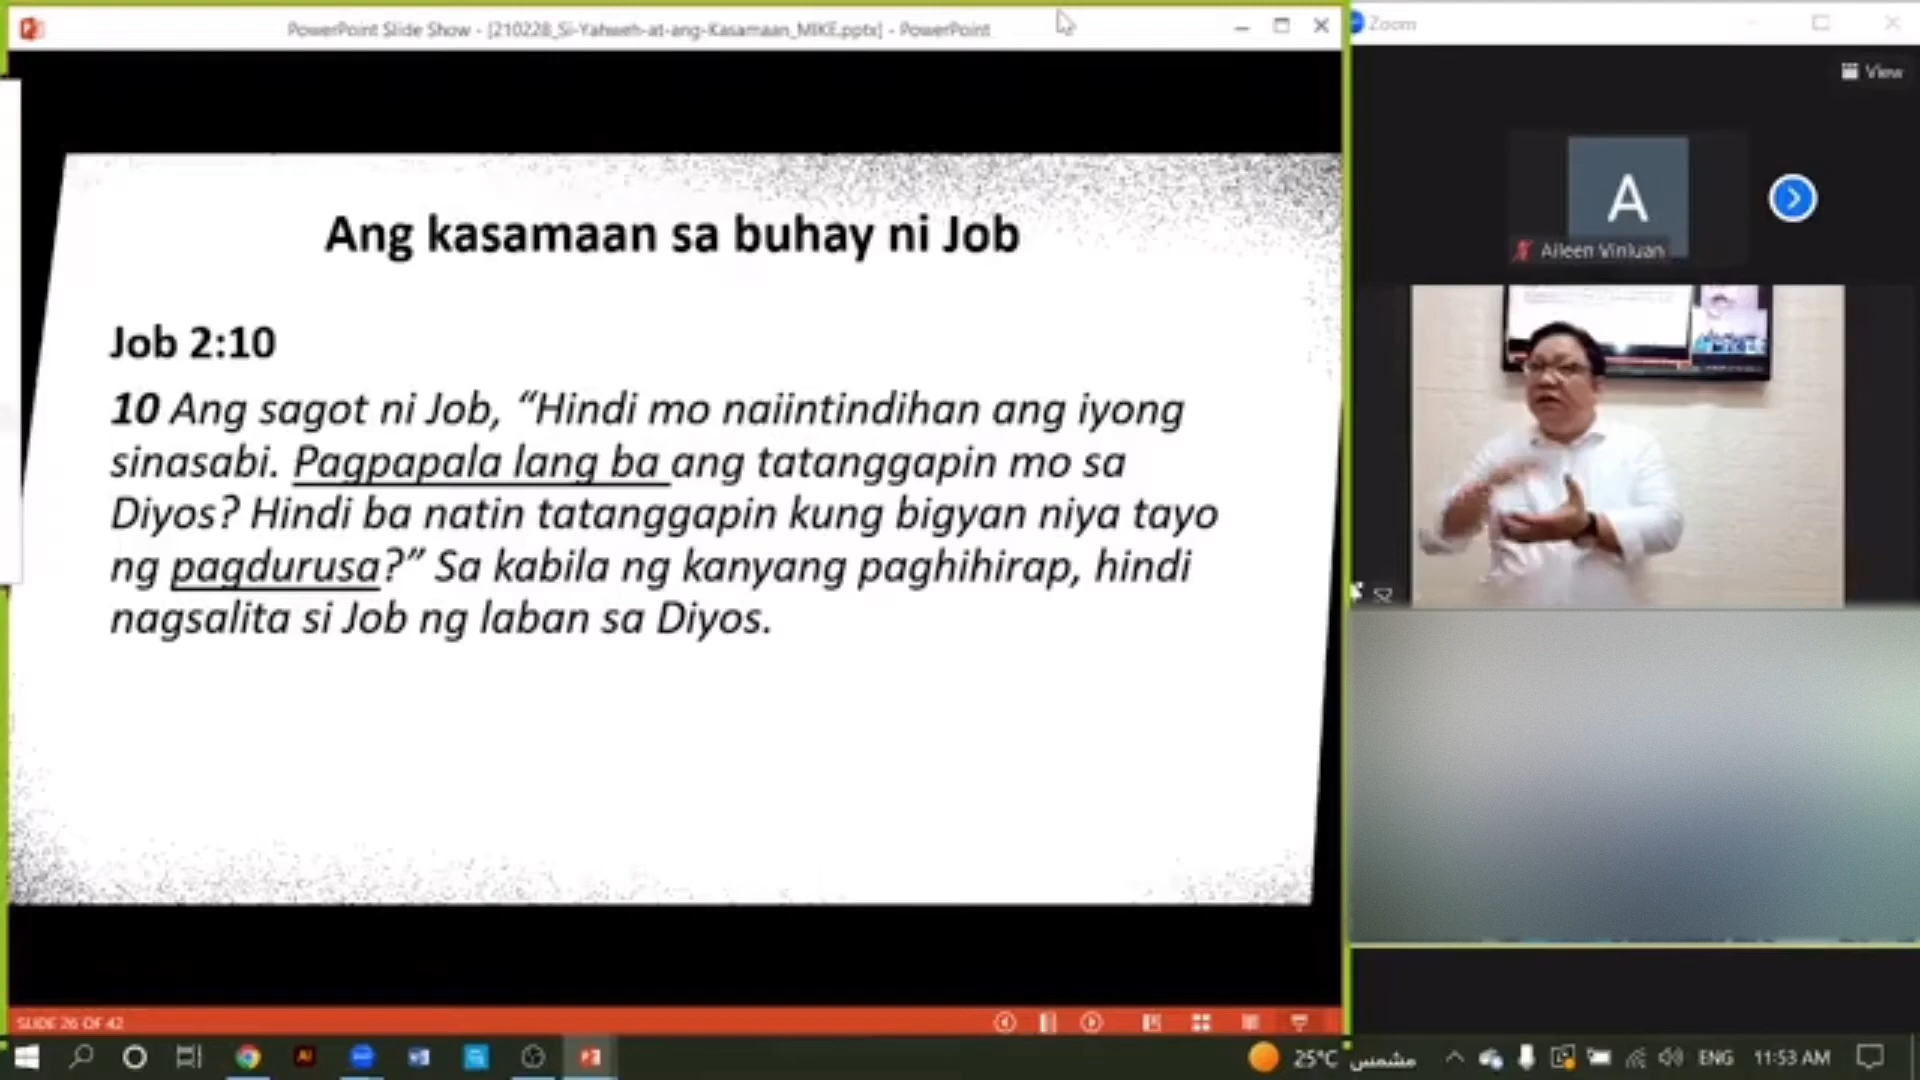 PowerPoint Slide Show - [210228_Si-Yahweh-at-ang-Kasamaan_MIKE.pptx] - PowerPoint
Zoom
View
A
Aileen Vinluan
Ang kasamaan sa buhay ni Job
Job 2:10
10 Ang sagot ni Job, “Hindi mo naiintindihan ang iyong
sinasabi. Pagpapala lang ba ang tatanggapin mo sa
Diyos? Hindi ba natin tatanggapin kung bigyan niya tayo
ng pagdurusa?” Sa kabila ng kanyang paghihirap, hindi
nagsalita si Job ng laban sa Diyos.
SLIDE 26 OF 42
Ai
25°C مشمس
ENG
11:53 AM